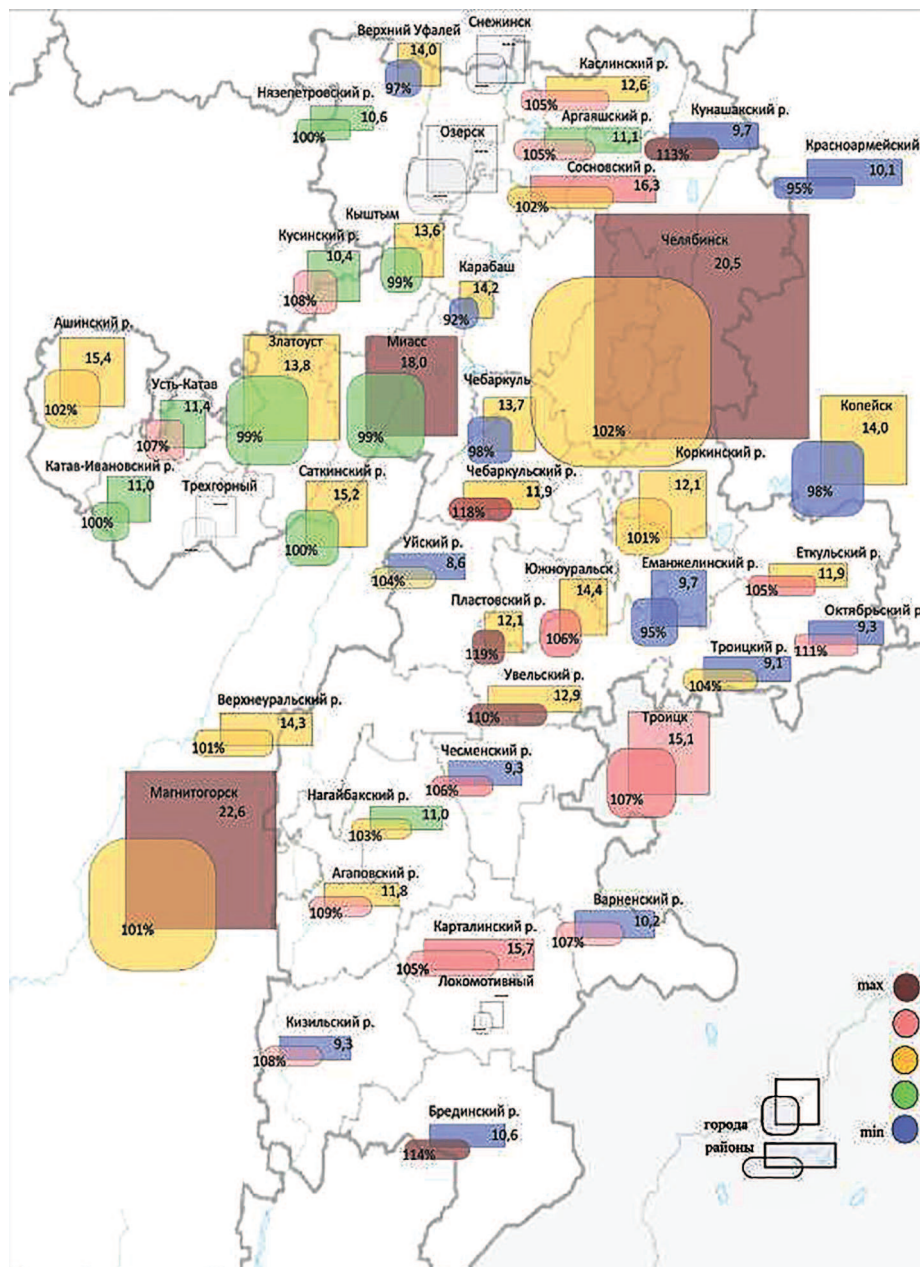 Верхний Уфалей
14,0
97%
Снежинск
---
---
Каслинский р.
12,6
105%
Нязепетровский р.
10,6
100%
Озерск
---
---
Аргаяшский р.
11,1
105%
Кунашакский р.
9,7
113%
Красноармейский
10,1
95%
Сосновский р.
16,3
102%
Кыштым
13,6
99%
Кусинский р.
10,4
108%
Карабаш
14,2
92%
Челябинск
20,5
102%
Ашинский р.
15,4
102%
Златоуст
13,8
99%
Миасс
18,0
99%
Усть-Катав
11,4
107%
Чебаркуль
13,7
98%
Копейск
14,0
98%
Катав-Ивановский р.
11,0
100%
Трехгорный
---
---
Саткинский р.
15,2
100%
Чебаркульский р.
11,9
118%
Коркинский р.
12,1
101%
Уйский р.
8,6
104%
Южноуральск
14,4
106%
Еманжелинский р.
9,7
95%
Еткульский р.
11,9
105%
Пластовский р.
12,1
119%
Октябрьский р.
9,3
111%
Троицкий р.
9,1
104%
Увельский р.
12,9
110%
Верхнеуральский р.
14,3
101%
Троицк
15,1
107%
Чесменский р.
9,3
106%
Магнитогорск
22,6
101%
Нагайбакский р.
11,0
103%
Агаповский р.
11,8
109%
Варненский р.
10,2
107%
Карталинский р.
15,7
105%
Локомотивный
---
---
Кизильский р.
9,3
108%
Брединский р.
10,6
114%
max
min
города
районы